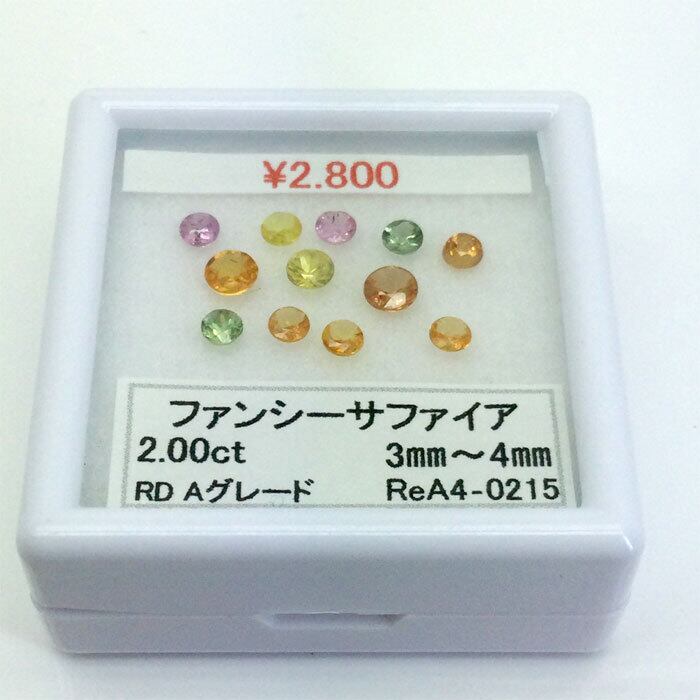 ¥2.800
ファンシーサファイア
2.00ct 3mm～4mm
RD Aグレード ReA4-0215